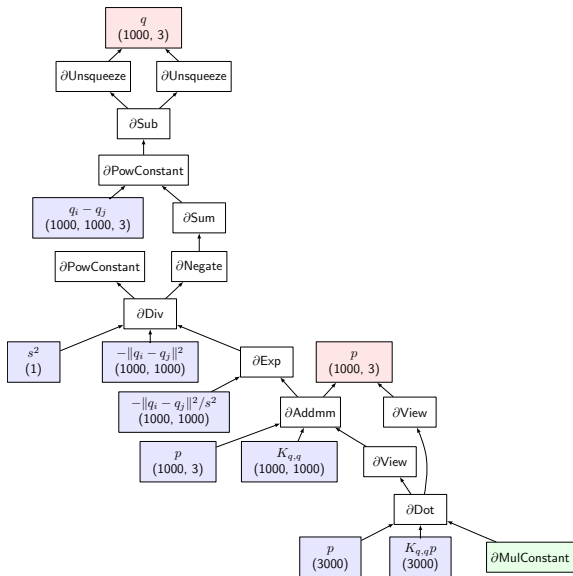 q
(1000, 3)
∂Unsqueeze
∂Unsqueeze
∂Sub
∂PowConstant
q_i − q_j
(1000, 1000, 3)
∂Sum
∂PowConstant
∂Negate
∂Div
s²
(1)
−‖q_i − q_j‖²
(1000, 1000)
∂Exp
p
(1000, 3)
−‖q_i − q_j‖²/s²
(1000, 1000)
∂Addmm
∂View
p
(1000, 3)
K_{q,q}
(1000, 1000)
∂View
∂Dot
p
(3000)
K_{q,q}p
(3000)
∂MulConstant